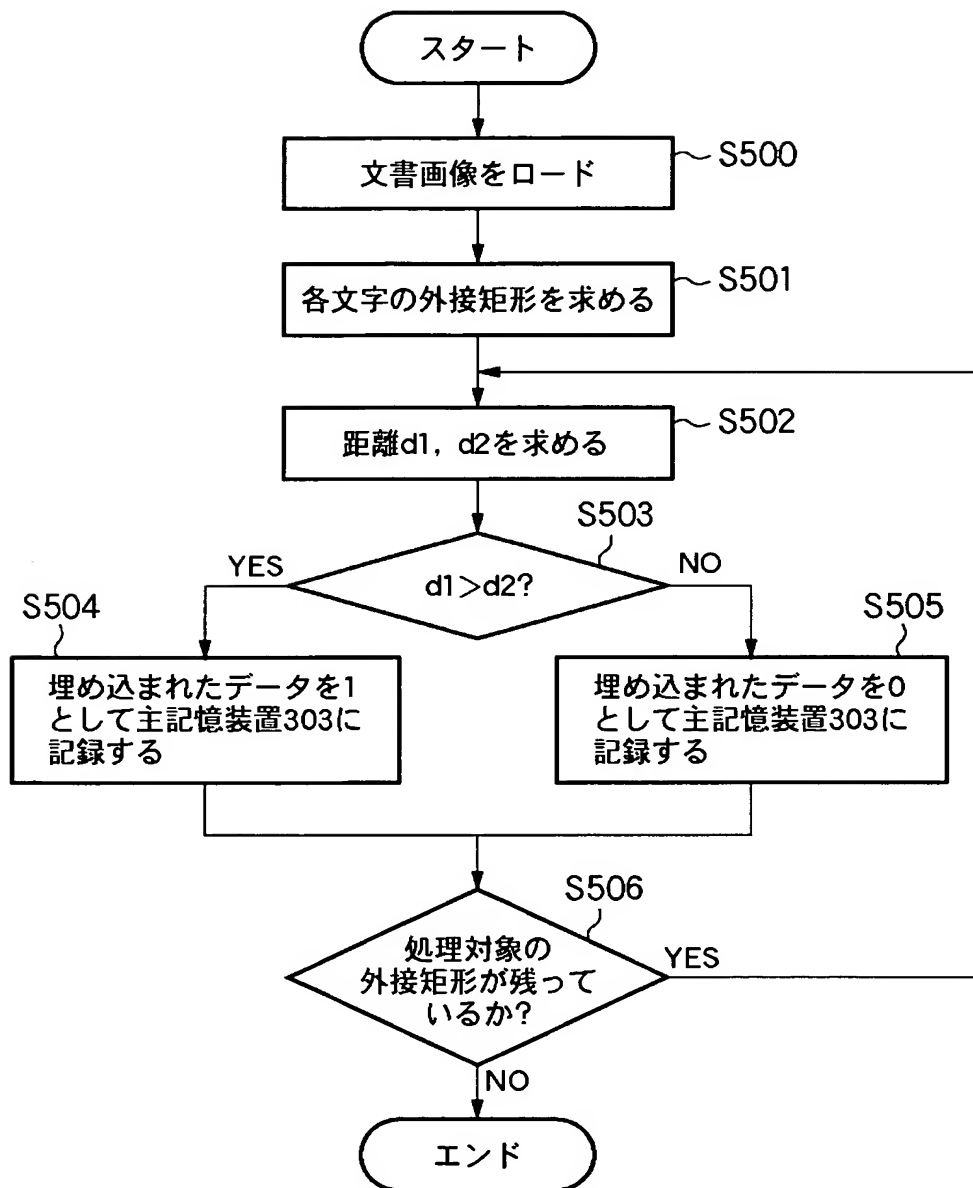 スタート
文書画像をロード
S500
各文字の外接矩形を求める
S501
距離d1, d2を求める
S502
S503
YES
d1>d2?
NO
S504
S505
埋め込まれたデータを1
として主記憶装置303に
記録する
埋め込まれたデータを0
として主記憶装置303に
記録する
S506
処理対象の
外接矩形が残って
いるか?
YES
NO
エンド